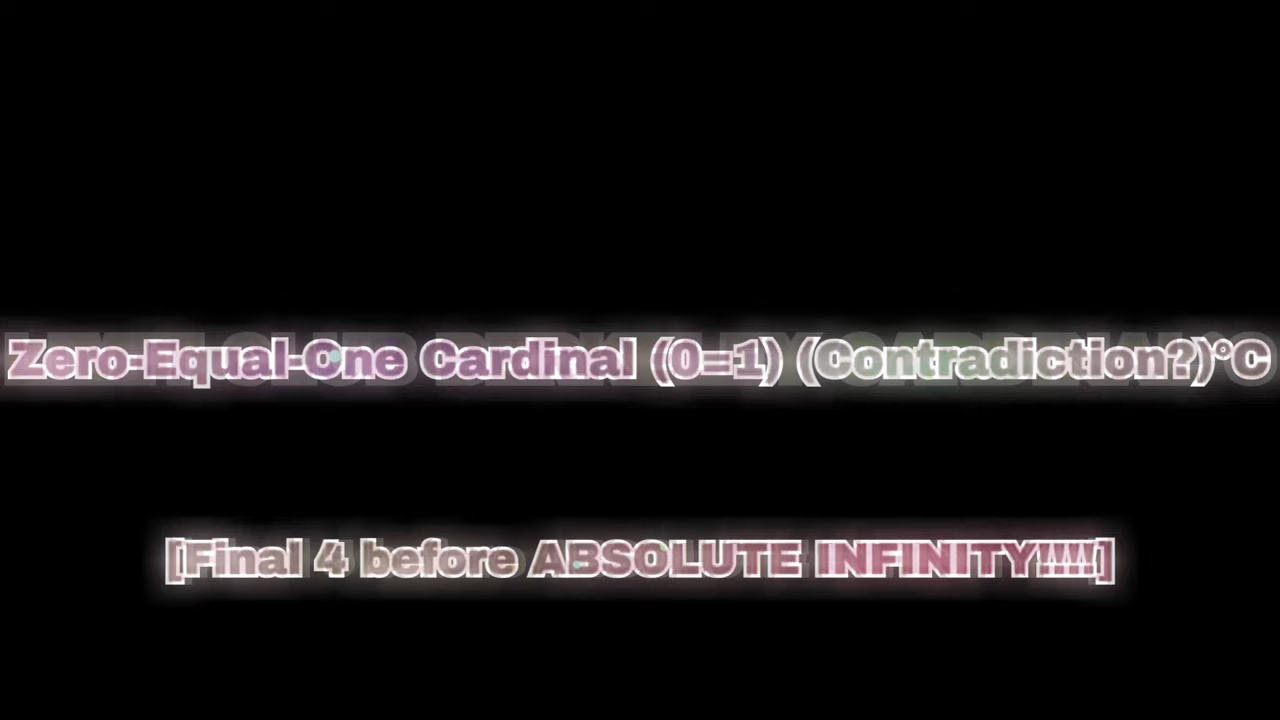 Zero-Equal-One Cardinal (0=1) (Contradiction?)°C
[Final 4 before ABSOLUTE INFINITY!!!!!]